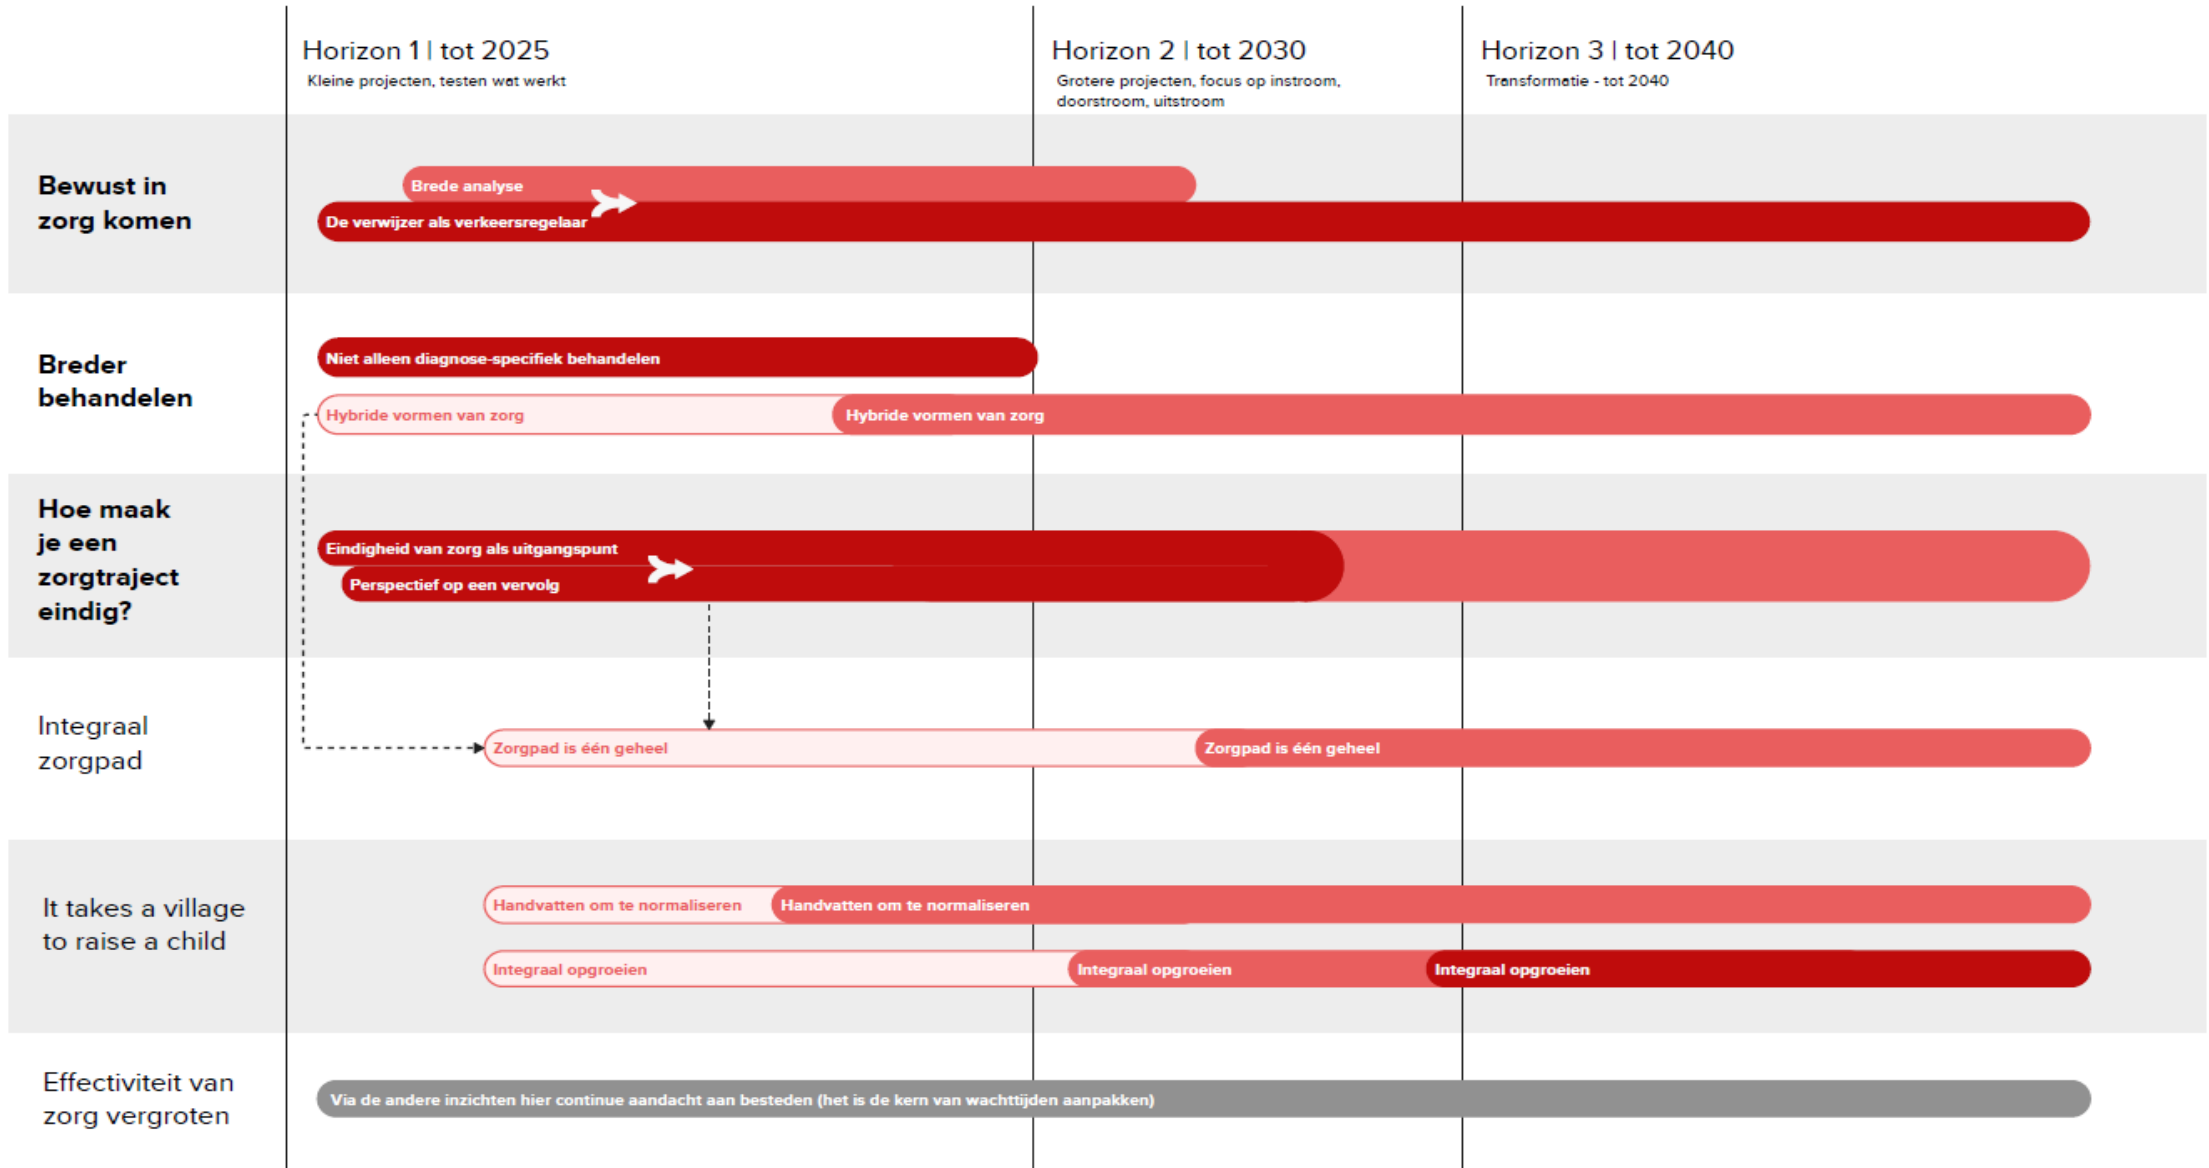 Horizon 1 | tot 2025
Kleine projecten, testen wat werkt
Horizon 2 | tot 2030
Grotere projecten, focus op instroom,
doorstroom, uitstroom
Horizon 3 | tot 2040
Transformatie - tot 2040
Bewust in
zorg komen
Brede analyse
De verwijzer als verkeersregelaar
Breder
behandelen
Niet alleen diagnose-specifiek behandelen
Hybride vormen van zorg
Hybride vormen van zorg
Hoe maak
je een
zorgtraject
eindig?
Eindigheid van zorg als uitgangspunt
Perspectief op een vervolg
Integraal
zorgpad
Zorgpad is één geheel
Zorgpad is één geheel
It takes a village
to raise a child
Handvatten om te normaliseren
Handvatten om te normaliseren
Integraal opgroeien
Integraal opgroeien
Integraal opgroeien
Effectiviteit van
zorg vergroten
Via de andere inzichten hier continue aandacht aan besteden (het is de kern van wachttijden aanpakken)